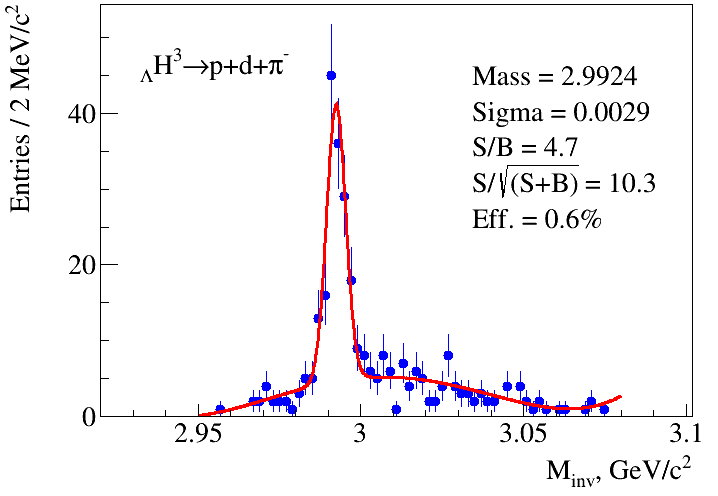 Entries / 2 MeV/c²
ΛH³→p+d+π⁻
Mass = 2.9924
Sigma = 0.0029
S/B = 4.7
S/√(S+B) = 10.3
Eff. = 0.6%
40
20
0
2.95 3 3.05 3.1
M_inv, GeV/c²